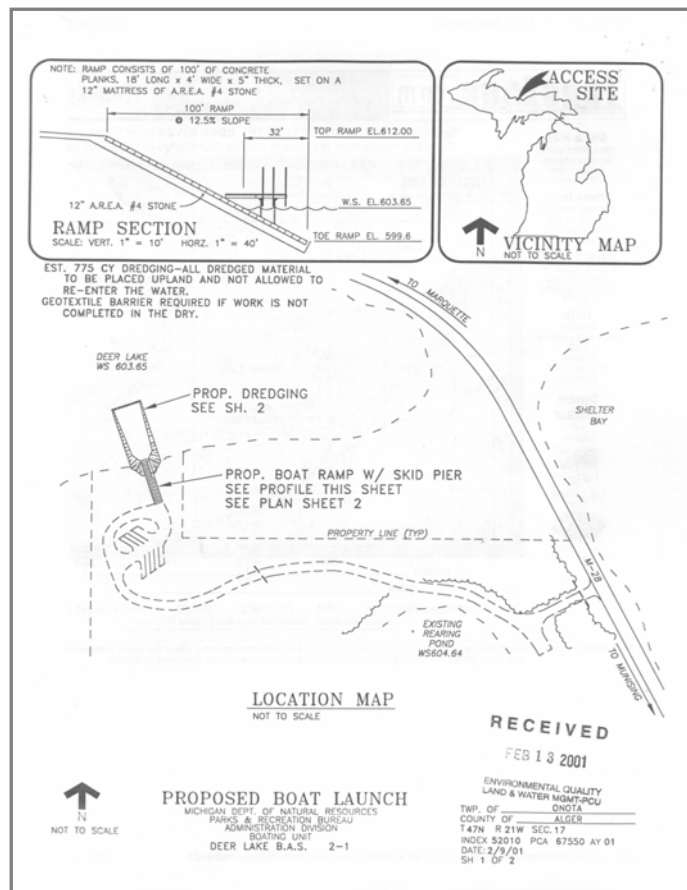 NOTE: RAMP CONSISTS OF 100' OF CONCRETE
PLANKS, 18' LONG x 4' WIDE x 5" THICK, SET ON A
12" MATTRESS OF A.R.E.A. #4 STONE
100' RAMP
@ 12.5% SLOPE
32'
TOP RAMP EL.612.00
12" A.R.E.A. #4 STONE
W.S. EL.603.65
RAMP SECTION
SCALE: VERT. 1" = 10' HORZ. 1" = 40'
TOE RAMP EL. 599.6
ACCESS
SITE
N
VICINITY MAP
NOT TO SCALE
EST. 775 CY DREDGING-ALL DREDGED MATERIAL
TO BE PLACED UPLAND AND NOT ALLOWED TO
RE-ENTER THE WATER.
GEOTEXTILE BARRIER REQUIRED IF WORK IS NOT
COMPLETED IN THE DRY.
TO MARQUETTE
DEER LAKE
WS 603.65
PROP. DREDGING
SEE SH. 2
SHELTER
BAY
PROP. BOAT RAMP W/ SKID PIER
SEE PROFILE THIS SHEET
SEE PLAN SHEET 2
PROPERTY LINE (TYP)
M-28
EXISTING
REARING
POND
WS604.64
TO MUNISING
LOCATION MAP
NOT TO SCALE
RECEIVED
FEB 13 2001
ENVIRONMENTAL QUALITY
LAND & WATER MGMT-PCU
N
NOT TO SCALE
PROPOSED BOAT LAUNCH
MICHIGAN DEPT. OF NATURAL RESOURCES
PARKS & RECREATION BUREAU
ADMINISTRATION DIVISION
BOATING UNIT
DEER LAKE B.A.S. 2-1
TWP. OF ONOTA
COUNTY OF ALGER
T47N R 21W SEC.17
INDEX 52010 PCA 67550 AY 01
DATE: 2/9/01
SH 1 OF 2